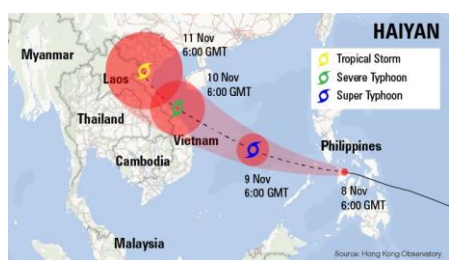 HAIYAN
Tropical Storm
Severe Typhoon
Super Typhoon
11 Nov
6:00 GMT
10 Nov
6:00 GMT
Myanmar
Laos
Thailand
Vietnam
Cambodia
Philippines
9 Nov
6:00 GMT
8 Nov
6:00 GMT
Malaysia
Source: Hong Kong Observatory